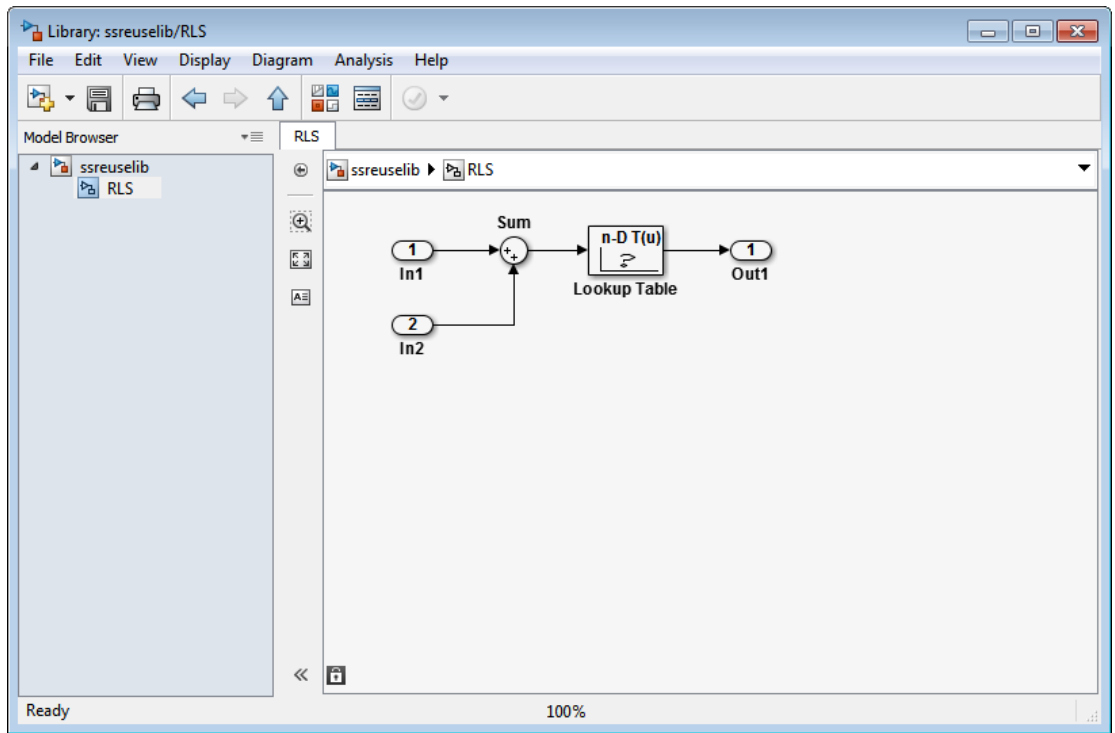 Library: ssreuselib/RLS
File Edit View Display Diagram Analysis Help
Model Browser
RLS
ssreuselib
RLS
ssreuselib RLS
Sum
1
In1
+
+
n-D T(u)
?
Lookup Table
1
Out1
2
In2
Ready
100%